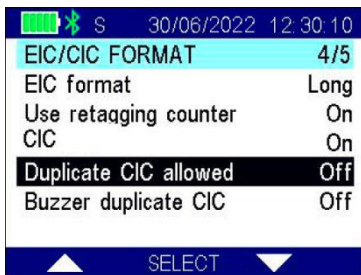 S 30/06/2022 12:30:10
EIC/CIC FORMAT 4/5
EIC format Long
Use retagging counter On
CIC On
Duplicate CIC allowed Off
Buzzer duplicate CIC Off
SELECT